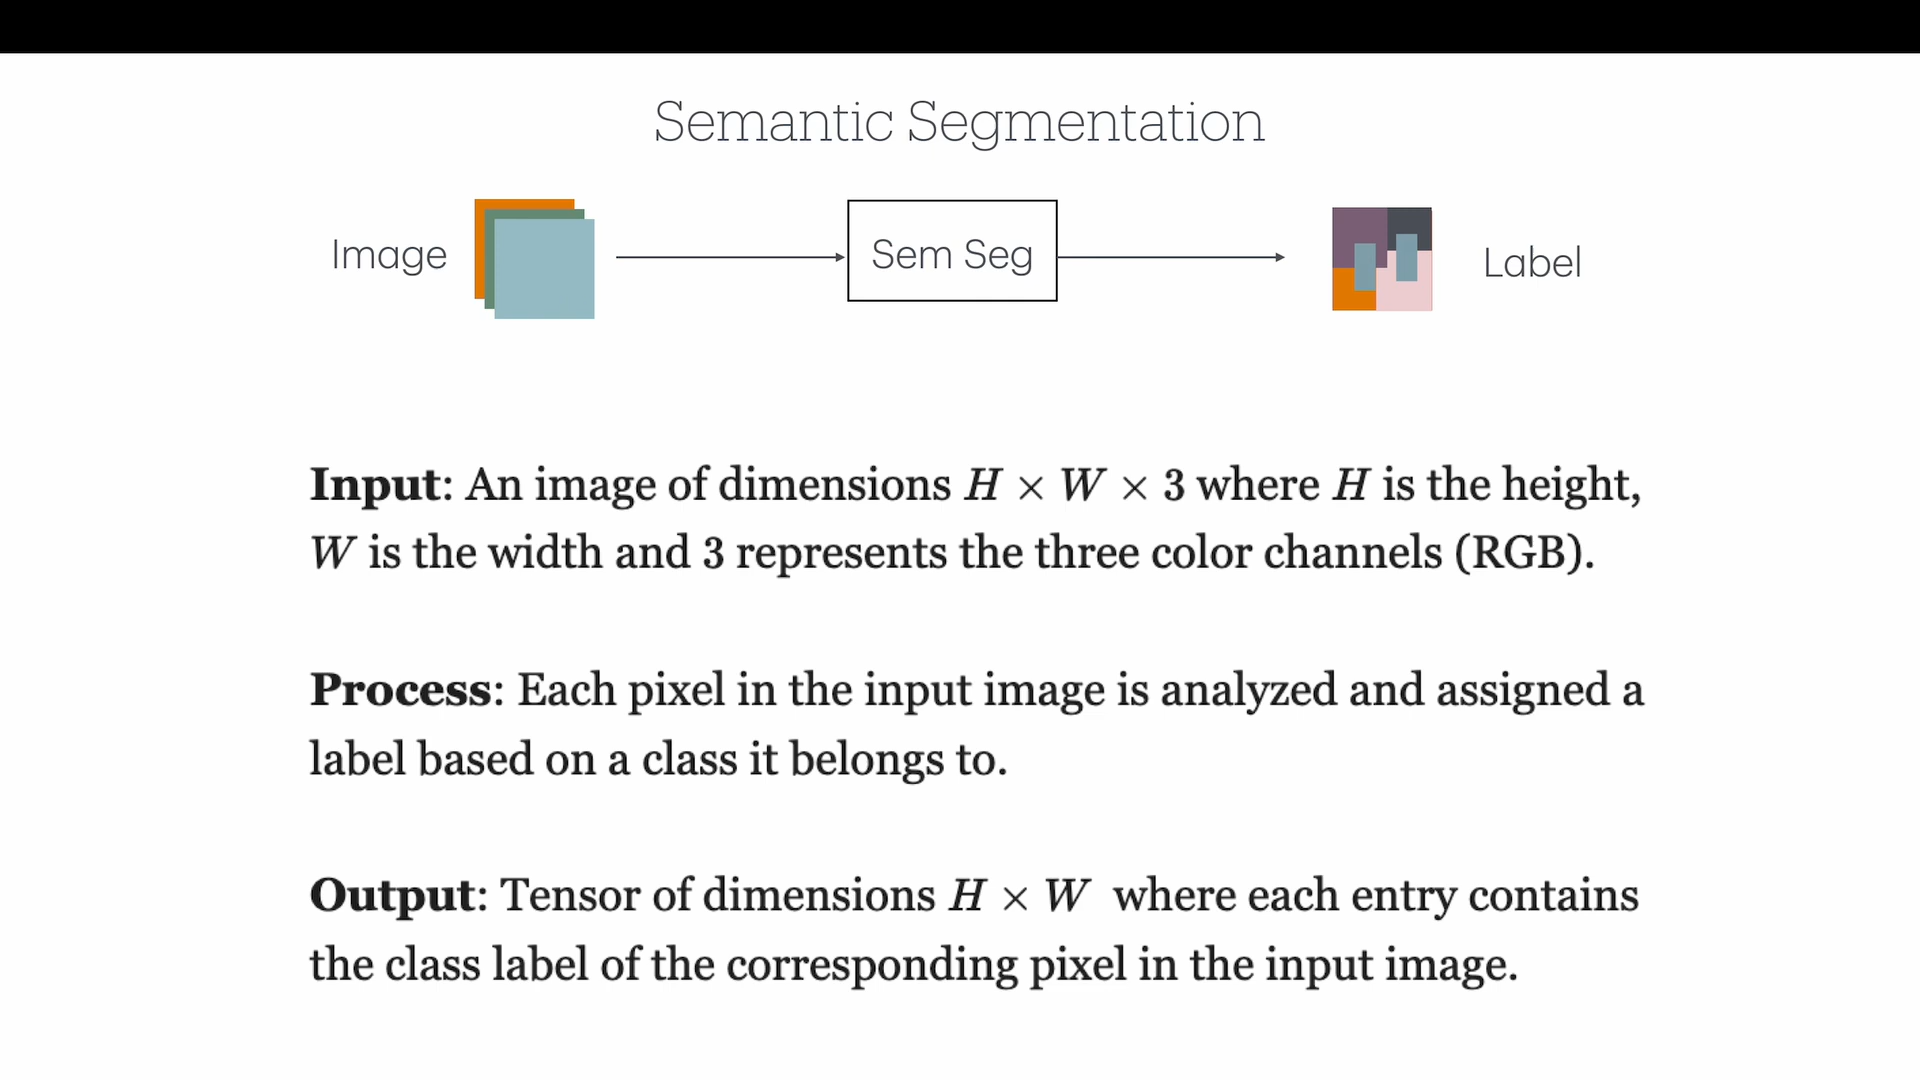 Semantic Segmentation
Image
Sem Seg
Label
Input: An image of dimensions H × W × 3 where H is the height,
W is the width and 3 represents the three color channels (RGB).
Process: Each pixel in the input image is analyzed and assigned a
label based on a class it belongs to.
Output: Tensor of dimensions H × W where each entry contains
the class label of the corresponding pixel in the input image.